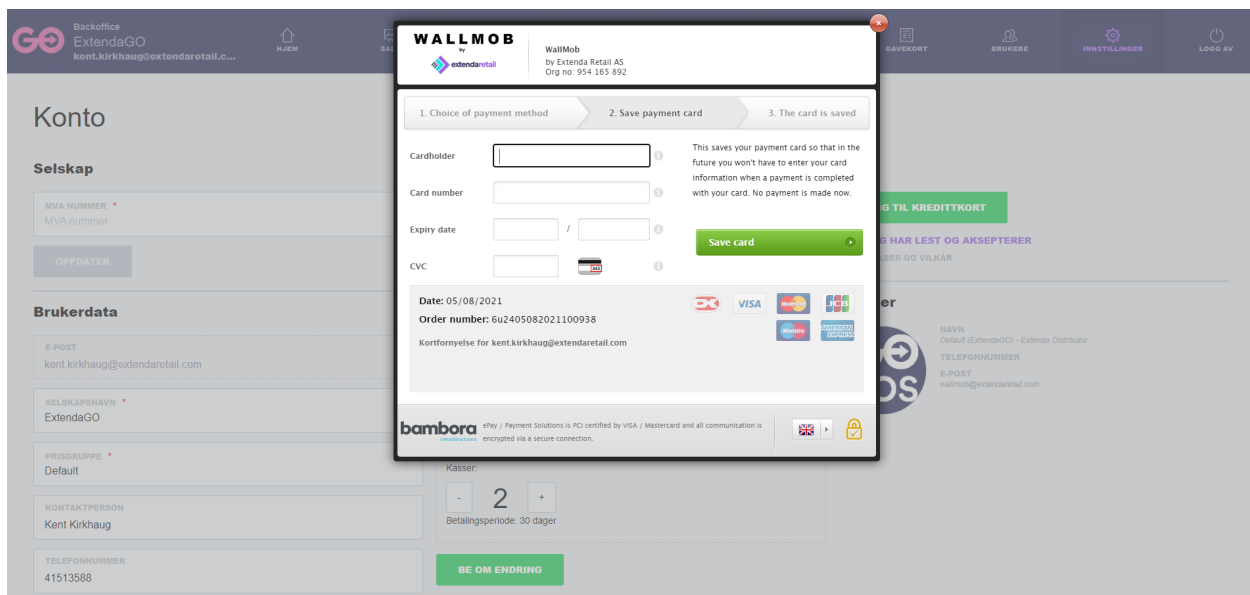 Backoffice
ExtendaGO
kent.kirkhaug@extendaretail.c...
HJEM
GAVEKORT
BRUKERE
INNSTILLINGER
LOGG AV
Konto
Selskap
MVA NUMMER *
MVA nummer
OPPDATER
Brukerdata
E-POST
kent.kirkhaug@extendaretail.com
SELSKAPSNAVN *
ExtendaGO
PRISGRUPPE *
Default
KONTAKTPERSON
Kent Kirkhaug
TELEFONNUMMER
41513588
WALLMOB
by
extendaretail
WallMob
by Extenda Retail AS
Org no: 954 165 892
1. Choice of payment method
2. Save payment card
3. The card is saved
Cardholder
Card number
Expiry date
/
CVC
This saves your payment card so that in the
future you won't have to enter your card
information when a payment is completed
with your card. No payment is made now.
Save card
Date: 05/08/2021
Order number: 6u2405082021100938
Kortfornyelse for kent.kirkhaug@extendaretail.com
VISA
MasterCard
JCB
Maestro
AMERICAN EXPRESS
bambora
ePay / Payment Solutions is PCI certified by VISA / Mastercard and all communication is
encrypted via a secure connection.
Kasser:
- 2 +
Betalingsperiode: 30 dager
BE OM ENDRING
G TIL KREDITTKORT
G HAR LEST OG AKSEPTERER
LSER OG VILKÅR
er
GO
OS
NAVN
Default (ExtendaGO) - Extenda Distributor
TELEFONNUMMER
E-POST
wallmob@extendaretail.com